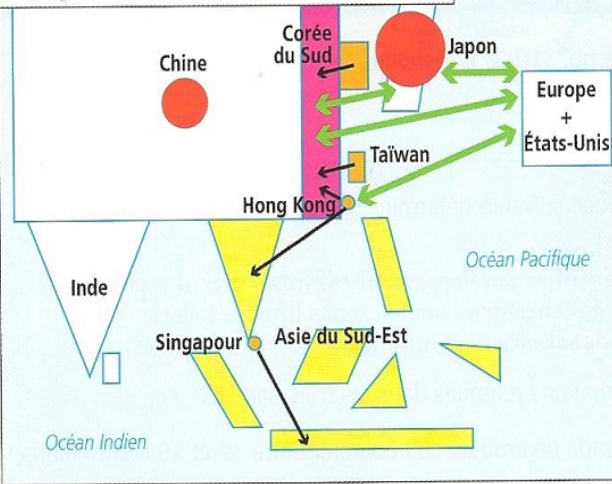 Corée
du Sud
Japon
Chine
Europe
+
États-Unis
Taïwan
Hong Kong
Océan Pacifique
Inde
Singapour
Asie du Sud-Est
Océan Indien